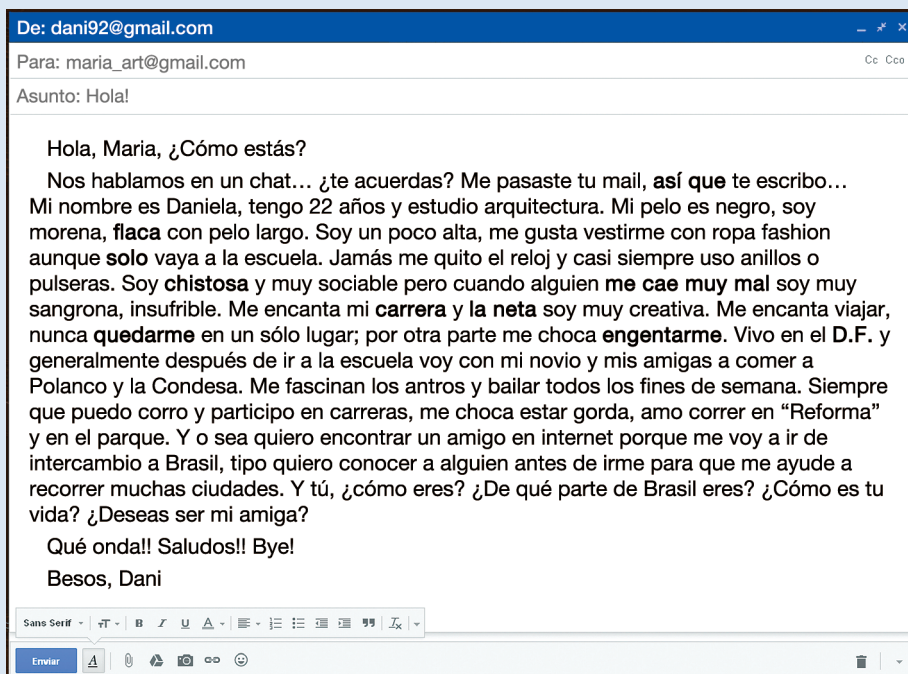 De: dani92@gmail.com
Para: maria_art@gmail.com
Cc Cco
Asunto: Hola!
Hola, Maria, ¿Cómo estás?
Nos hablamos en un chat… ¿te acuerdas? Me pasaste tu mail, así que te escribo…
Mi nombre es Daniela, tengo 22 años y estudio arquitectura. Mi pelo es negro, soy
morena, flaca con pelo largo. Soy un poco alta, me gusta vestirme con ropa fashion
aunque solo vaya a la escuela. Jamás me quito el reloj y casi siempre uso anillos o
pulseras. Soy chistosa y muy sociable pero cuando alguien me cae muy mal soy muy
sangrona, insufrible. Me encanta mi carrera y la neta soy muy creativa. Me encanta viajar,
nunca quedarme en un sólo lugar; por otra parte me choca engentarme. Vivo en el D.F. y
generalmente después de ir a la escuela voy con mi novio y mis amigas a comer a
Polanco y la Condesa. Me fascinan los antros y bailar todos los fines de semana. Siempre
que puedo corro y participo en carreras, me choca estar gorda, amo correr en “Reforma”
y en el parque. Y o sea quiero encontrar un amigo en internet porque me voy a ir de
intercambio a Brasil, tipo quiero conocer a alguien antes de irme para que me ayude a
recorrer muchas ciudades. Y tú, ¿cómo eres? ¿De qué parte de Brasil eres? ¿Cómo es tu
vida? ¿Deseas ser mi amiga?
Qué onda!! Saludos!! Bye!
Besos, Dani
Sans Serif
Enviar